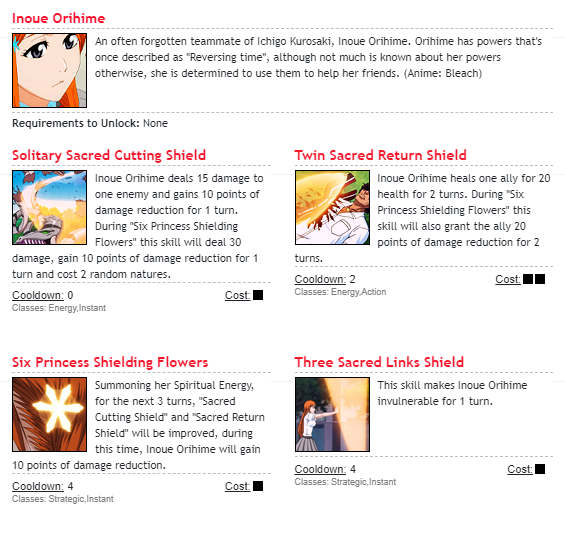 Inoue Orihime
An often forgotten teammate of Ichigo Kurosaki, Inoue Orihime. Orihime has powers that's
once described as "Reversing time", although not much is known about her powers
otherwise, she is determined to use them to help her friends. (Anime: Bleach)
Requirements to Unlock: None
Solitary Sacred Cutting Shield
Inoue Orihime deals 15 damage to
one enemy and gains 10 points of
damage reduction for 1 turn.
During "Six Princess Shielding
Flowers" this skill will deal 30
damage, gain 10 points of damage reduction for 1
turn and cost 2 random natures.
Cooldown: 0 Cost:
Classes: Energy,Instant
Twin Sacred Return Shield
Inoue Orihime heals one ally for 20
health for 2 turns. During "Six
Princess Shielding Flowers" this
skill will also grant the ally 20
points of damage reduction for 2
turns.
Cooldown: 2 Cost:
Classes: Energy,Action
Six Princess Shielding Flowers
Summoning her Spiritual Energy,
for the next 3 turns, "Sacred
Cutting Shield" and "Sacred Return
Shield" will be improved, during
this time, Inoue Orihime will gain
10 points of damage reduction.
Cooldown: 4 Cost:
Classes: Strategic,Instant
Three Sacred Links Shield
This skill makes Inoue Orihime
invulnerable for 1 turn.
Cooldown: 4 Cost:
Classes: Strategic,Instant